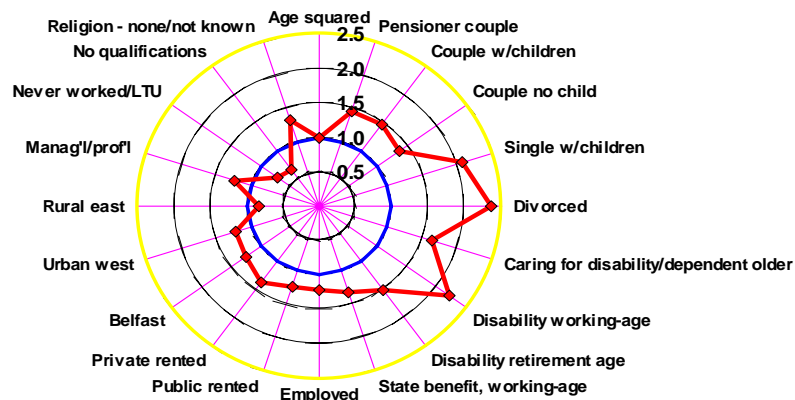 Age squared
Religion - none/not known
Pensioner couple
2.5
No qualifications
Couple w/children
2.0
Never worked/LTU
Couple no child
1.5
Manag'l/prof'l
Single w/children
1.0
0.5
Rural east
Divorced
Urban west
Caring for disability/dependent older
Belfast
Disability working-age
Private rented
Disability retirement age
Public rented
State benefit, working-age
Employed